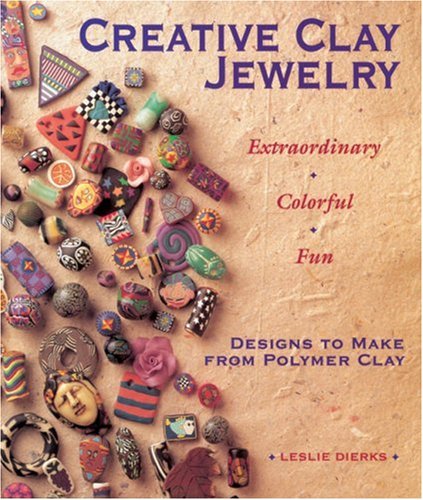 CREATIVE CLAY
JEWELRY
Extraordinary
Colorful
Fun
DESIGNS TO MAKE
FROM POLYMER CLAY
LESLIE DIERKS